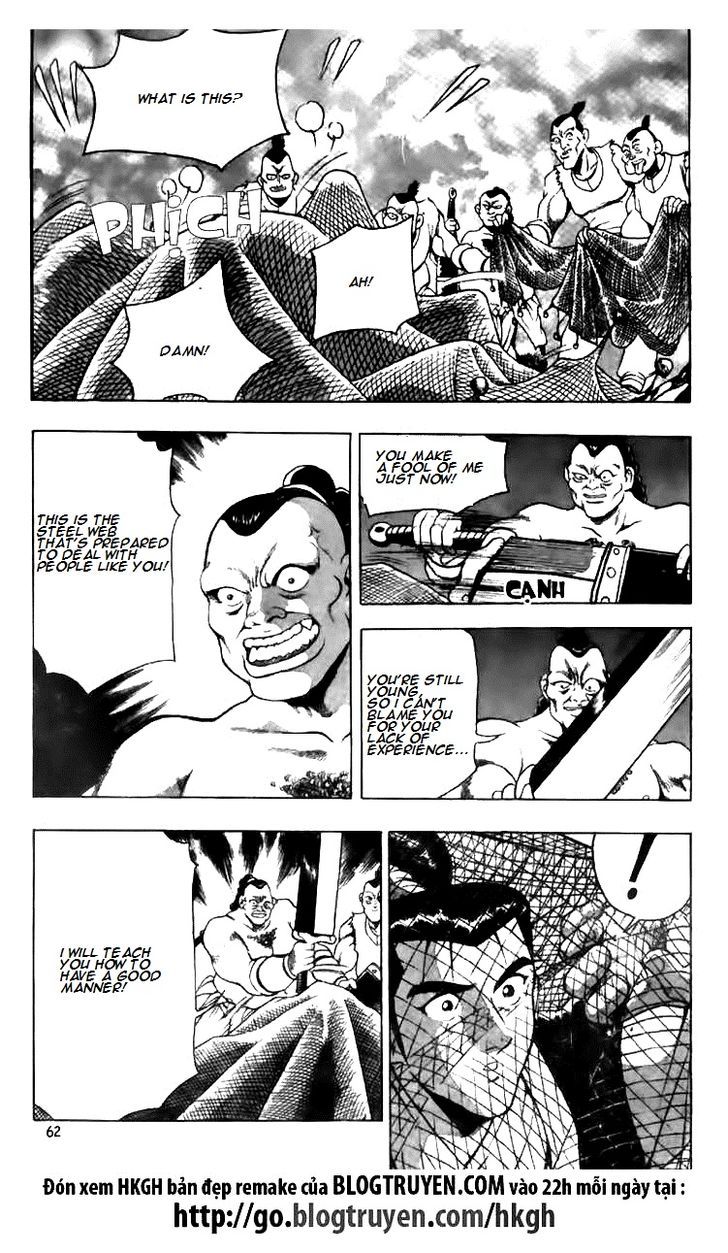 WHAT IS THIS?
PHỊCH
AH!
DAMN!
YOU MAKE
A FOOL OF ME
JUST NOW!
CẠNH
THIS IS THE
STEEL WEB
THAT'S PREPARED
TO DEAL WITH
PEOPLE LIKE YOU!
YOU'RE STILL
YOUNG,
SO I CAN'T
BLAME YOU
FOR YOUR
LACK OF
EXPERIENCE...
I WILL TEACH
YOU HOW TO
HAVE A GOOD
MANNER!
!
62
Đón xem HKGH bản đẹp remake của BLOGTRUYEN.COM vào 22h mỗi ngày tại :
http://go.blogtruyen.com/hkgh